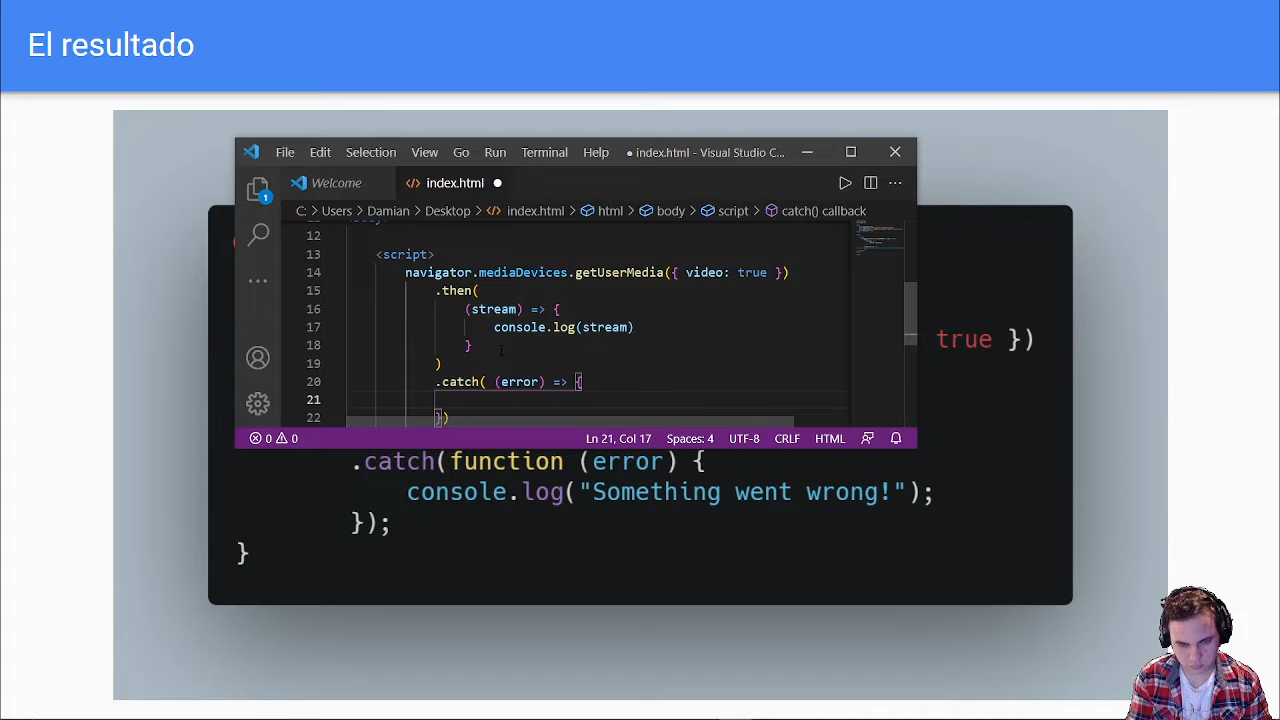 El resultado
File Edit Selection View Go Run Terminal Help ● index.html - Visual Studio C...
Welcome index.html ●
C: > Users > Damian > Desktop > index.html > html > body > script > catch() callback
1
12
13 <script>
14 navigator.mediaDevices.getUserMedia({ video: true })
15 .then(
16 (stream) => {
17 console.log(stream)
18 }
19 )
20 .catch( (error) => {
21
22 })
0 0 Ln 21, Col 17 Spaces: 4 UTF-8 CRLF HTML
true })
.catch(function (error) {
console.log("Something went wrong!");
});
}